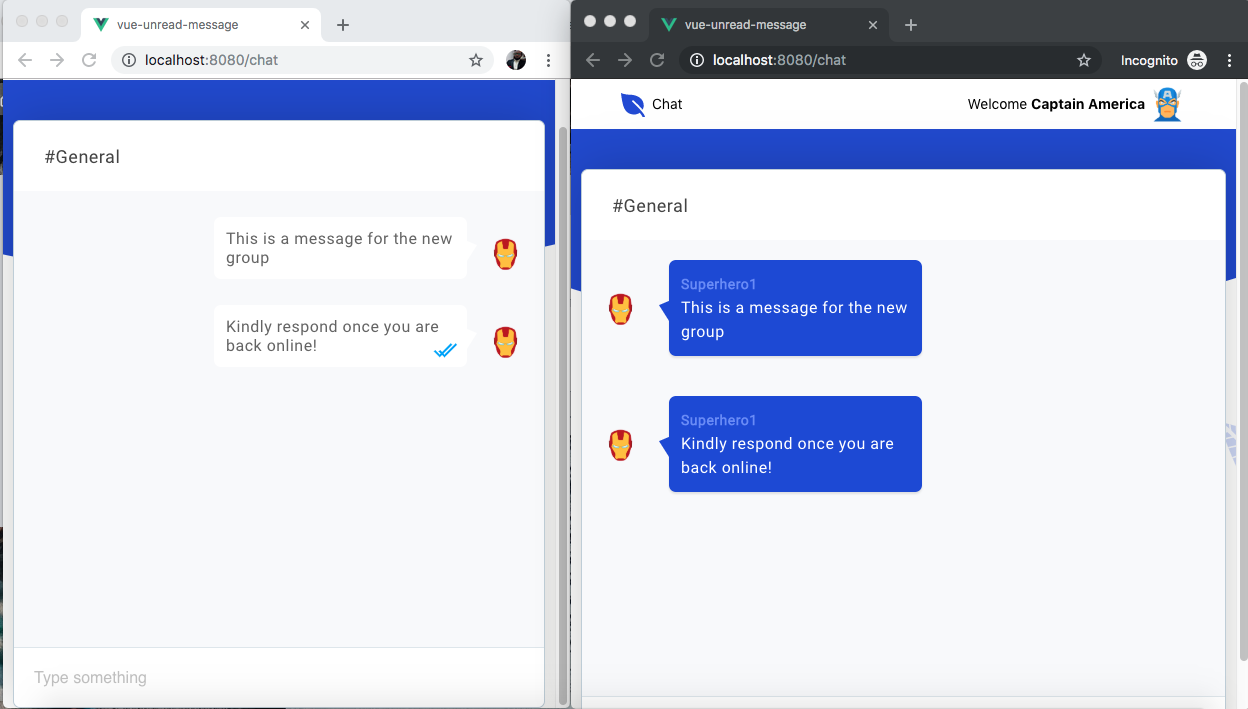 vue-unread-message
localhost:8080/chat
#General
This is a message for the new
group
Kindly respond once you are
back online!
Type something
vue-unread-message
localhost:8080/chat
Incognito
Chat
Welcome Captain America
#General
Superhero1
This is a message for the new
group
Superhero1
Kindly respond once you are
back online!